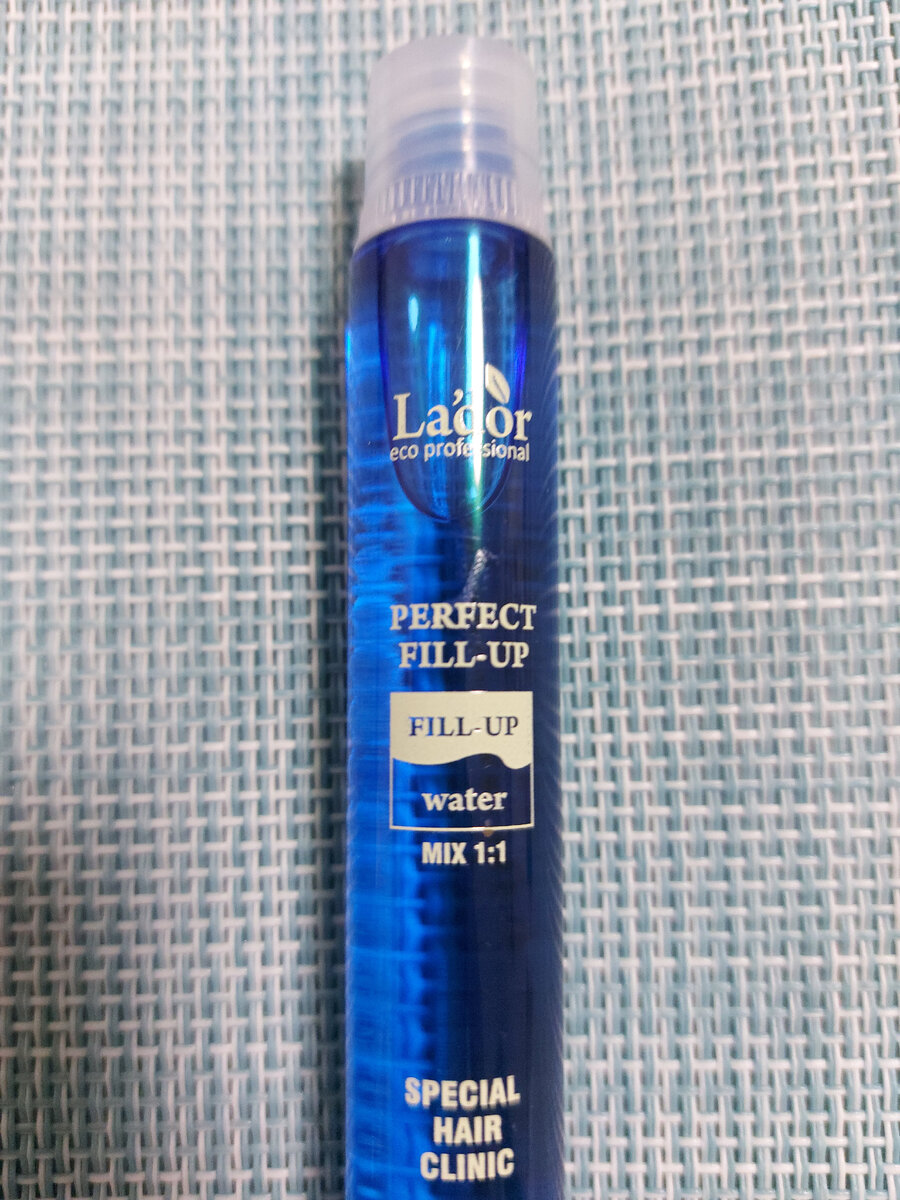 La'dor
eco professional
PERFECT
FILL-UP
FILL-UP
water
MIX 1:1
SPECIAL
HAIR
CLINIC